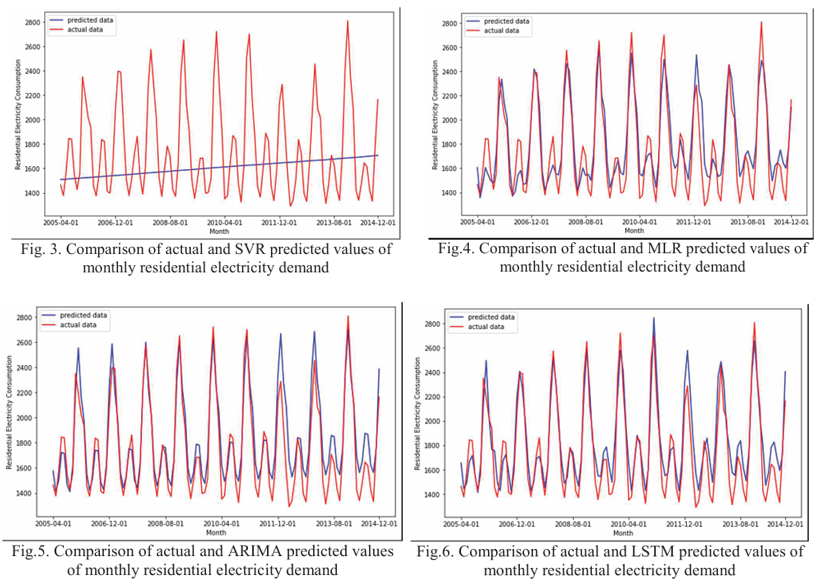 predicted data
actual data
Residential Electricity Consumption
2800
2600
2400
2200
2000
1800
1600
1400
2005-04-01 2006-12-01 2008-08-01 2010-04-01 2011-12-01 2013-08-01 2014-12-01
Month
Fig. 3. Comparison of actual and SVR predicted values of
monthly residential electricity demand
predicted data
actual data
Residential Electricity Consumption
2800
2600
2400
2200
2000
1800
1600
1400
2005-04-01 2006-12-01 2008-08-01 2010-04-01 2011-12-01 2013-08-01 2014-12-01
Month
Fig.4. Comparison of actual and MLR predicted values of
monthly residential electricity demand
predicted data
actual data
Residential Electricity Consumption
2800
2600
2400
2200
2000
1800
1600
1400
2005-04-01 2006-12-01 2008-08-01 2010-04-01 2011-12-01 2013-08-01 2014-12-01
Month
Fig.5. Comparison of actual and ARIMA predicted values
of monthly residential electricity demand
predicted data
actual data
Residential Electricity Consumption
2800
2600
2400
2200
2000
1800
1600
1400
2005-04-01 2006-12-01 2008-08-01 2010-04-01 2011-12-01 2013-08-01 2014-12-01
Month
Fig.6. Comparison of actual and LSTM predicted values of
monthly residential electricity demand